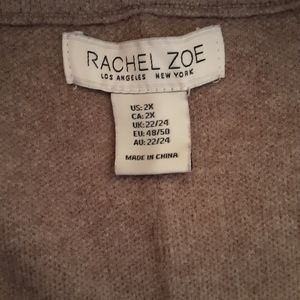 RACHEL ZOE
LOS ANGELES NEW YORK
US: 2X
CA: 2X
UK: 22/24
EU: 48/50
AU: 22/24
MADE IN CHINA